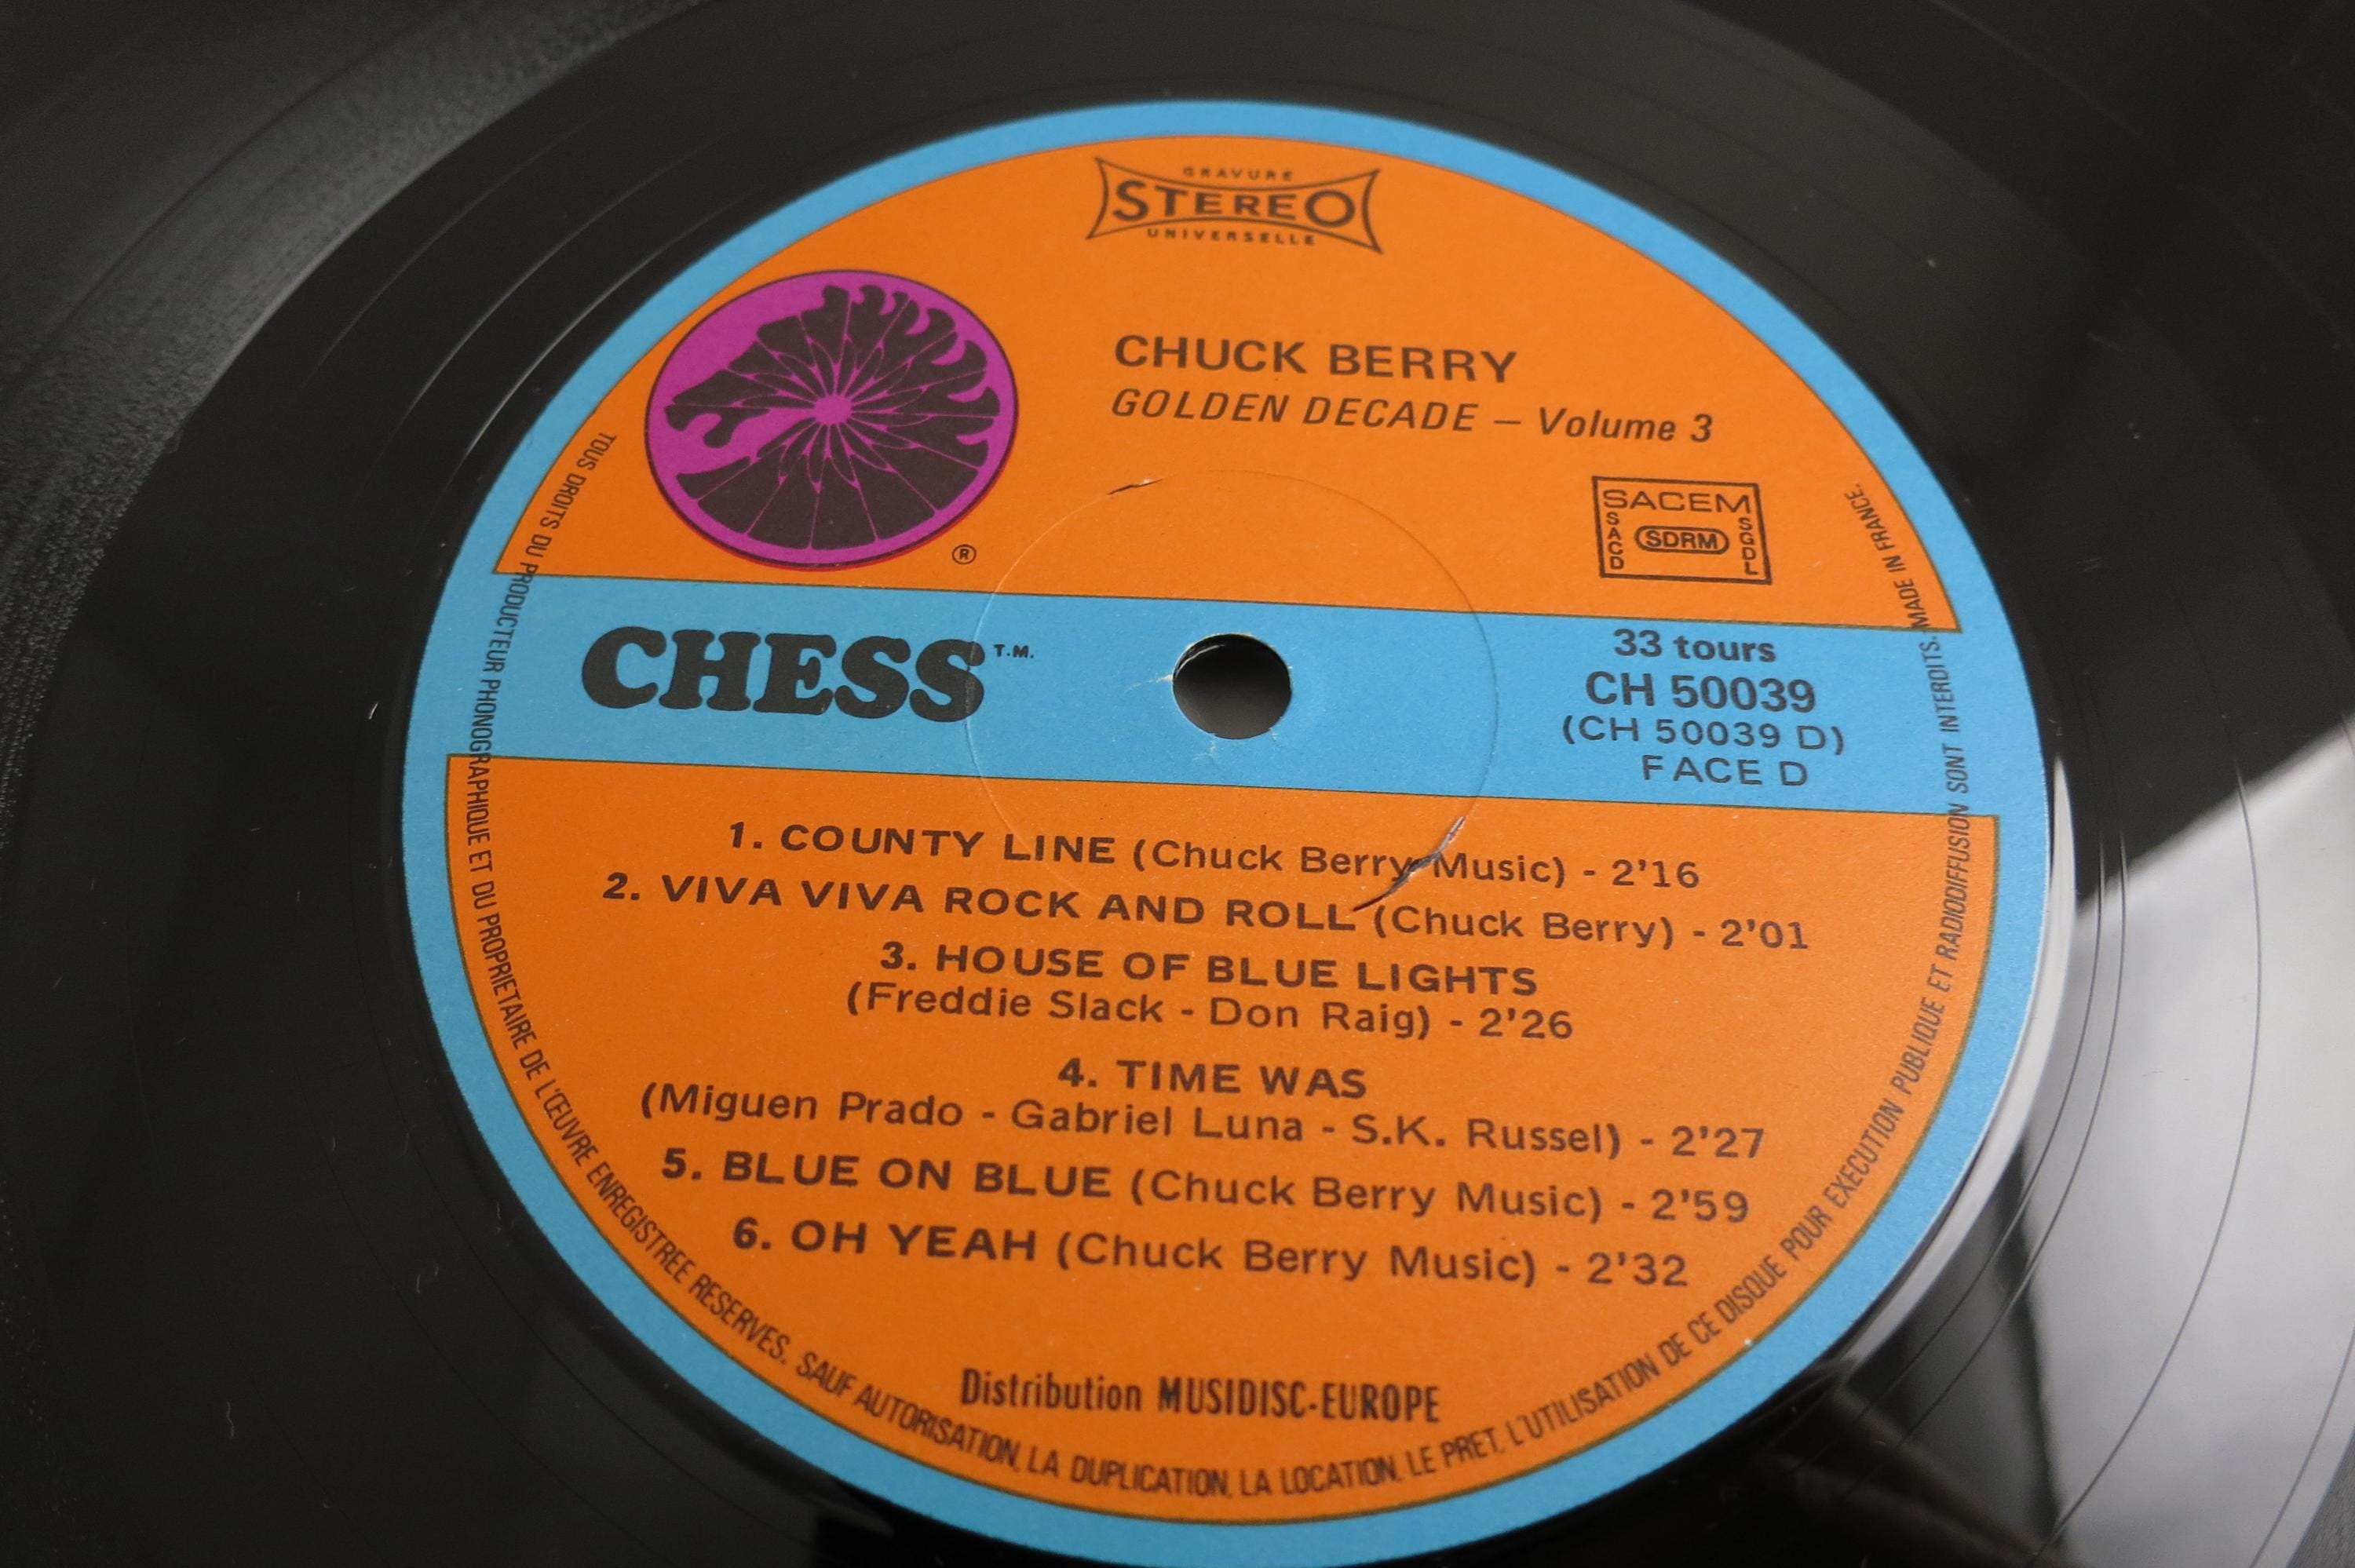 GRAVURE
STEREO
UNIVERSELLE
CHUCK BERRY
GOLDEN DECADE – Volume 3
SACEM
SACD
SDRM
SGDL
®
CHESS T.M.
33 tours
CH 50039
(CH 50039 D)
FACE D
1. COUNTY LINE (Chuck Berry Music) - 2'16
2. VIVA VIVA ROCK AND ROLL (Chuck Berry) - 2'01
3. HOUSE OF BLUE LIGHTS
(Freddie Slack - Don Raig) - 2'26
4. TIME WAS
(Miguen Prado - Gabriel Luna - S.K. Russel) - 2'27
5. BLUE ON BLUE (Chuck Berry Music) - 2'59
6. OH YEAH (Chuck Berry Music) - 2'32
Distribution MUSIDISC-EUROPE
TOUS DROITS DU PRODUCTEUR PHONOGRAPHIQUE ET DU PROPRIETAIRE DE L'ŒUVRE ENREGISTREE RESERVES. SAUF AUTORISATION, LA DUPLICATION, LA LOCATION, LE PRET, L'UTILISATION DE CE DISQUE POUR EXECUTION PUBLIQUE ET RADIODIFFUSION SONT INTERDITS. MADE IN FRANCE.